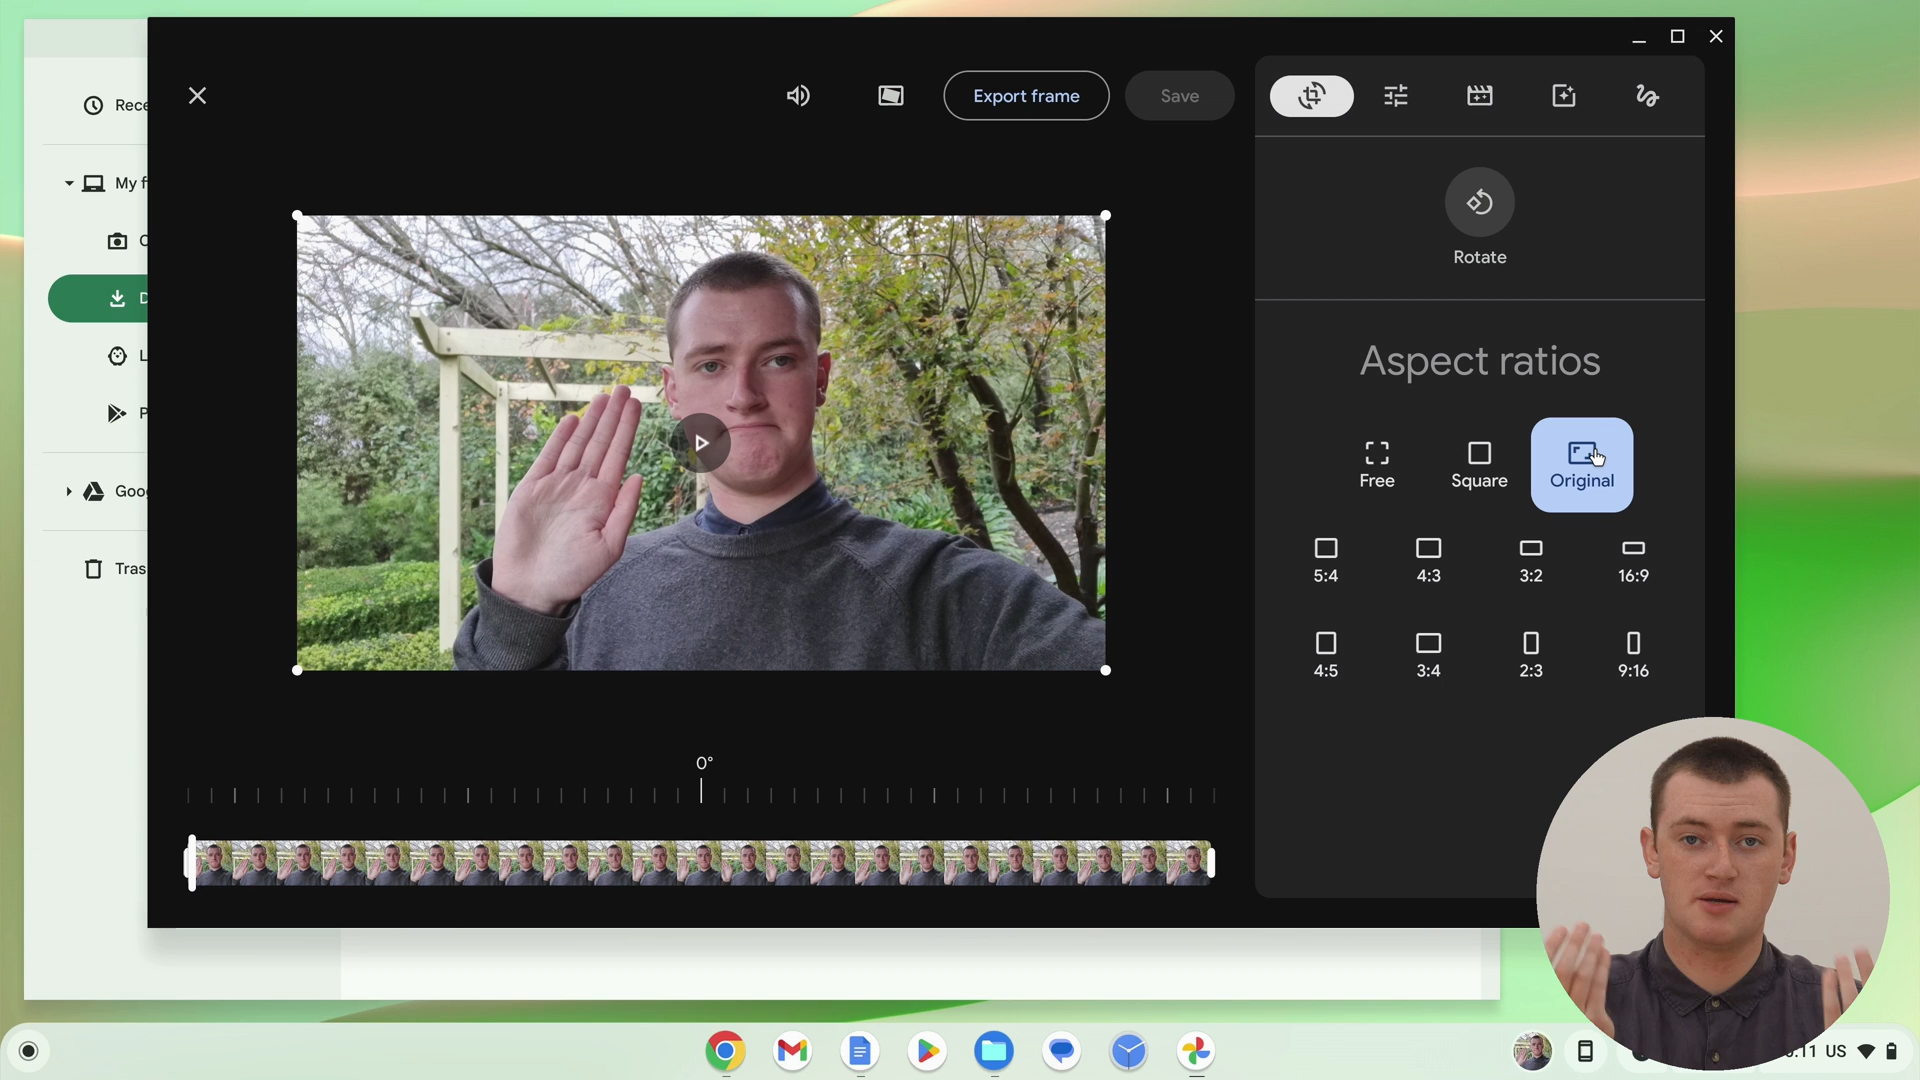 Export frame
Save
Rece
My f
C
D
L
P
Goo
Tras
Rotate
Aspect ratios
Free
Square
Original
5:4
4:3
3:2
16:9
4:5
3:4
2:3
9:16
0°
:11 US